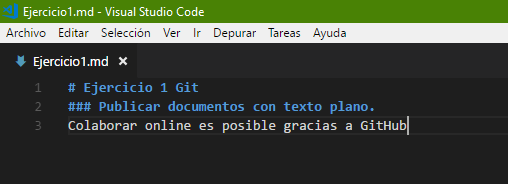 Ejercicio1.md - Visual Studio Code
Archivo Editar Selección Ver Ir Depurar Tareas Ayuda
Ejercicio1.md
1 # Ejercicio 1 Git
2 ### Publicar documentos con texto plano.
3 Colaborar online es posible gracias a GitHub